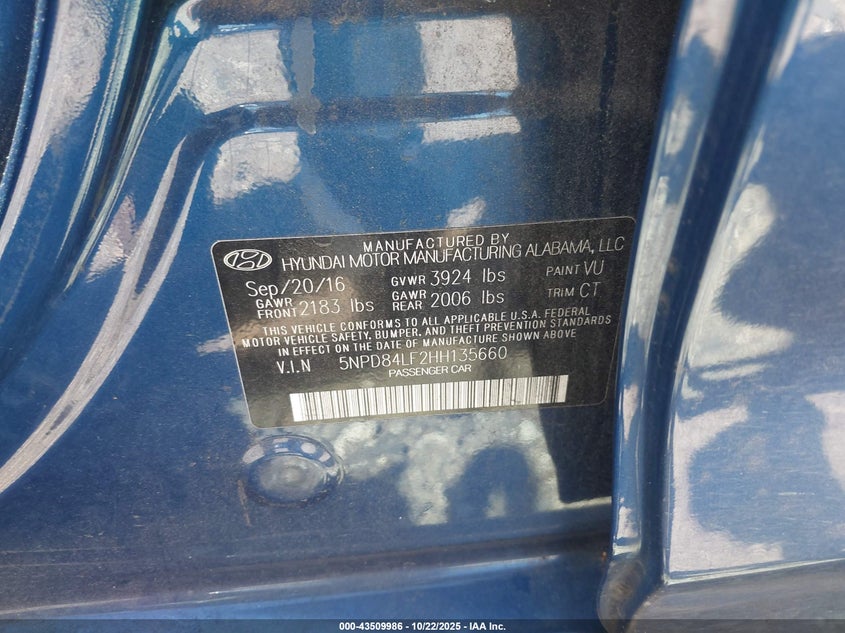 MANUFACTURED BY
HYUNDAI MOTOR MANUFACTURING ALABAMA, LLC
Sep/20/16 GVWR 3924 lbs PAINT VU
GAWR FRONT 2183 lbs GAWR REAR 2006 lbs TRIM CT
THIS VEHICLE CONFORMS TO ALL APPLICABLE U.S.A. FEDERAL
MOTOR VEHICLE SAFETY, BUMPER, AND THEFT PREVENTION STANDARDS
IN EFFECT ON THE DATE OF MANUFACTURE SHOWN ABOVE
V.I.N 5NPD84LF2HH135660
PASSENGER CAR
000-43509986 - 10/22/2025 - IAA Inc.